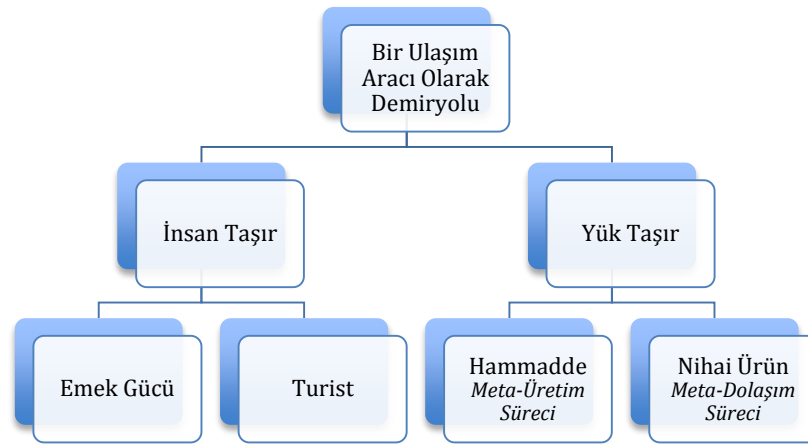 Bir Ulaşım
Aracı Olarak
Demiryolu
İnsan Taşır
Yük Taşır
Emek Gücü
Turist
Hammadde
Meta-Üretim
Süreci
Nihai Ürün
Meta-Dolaşım
Süreci